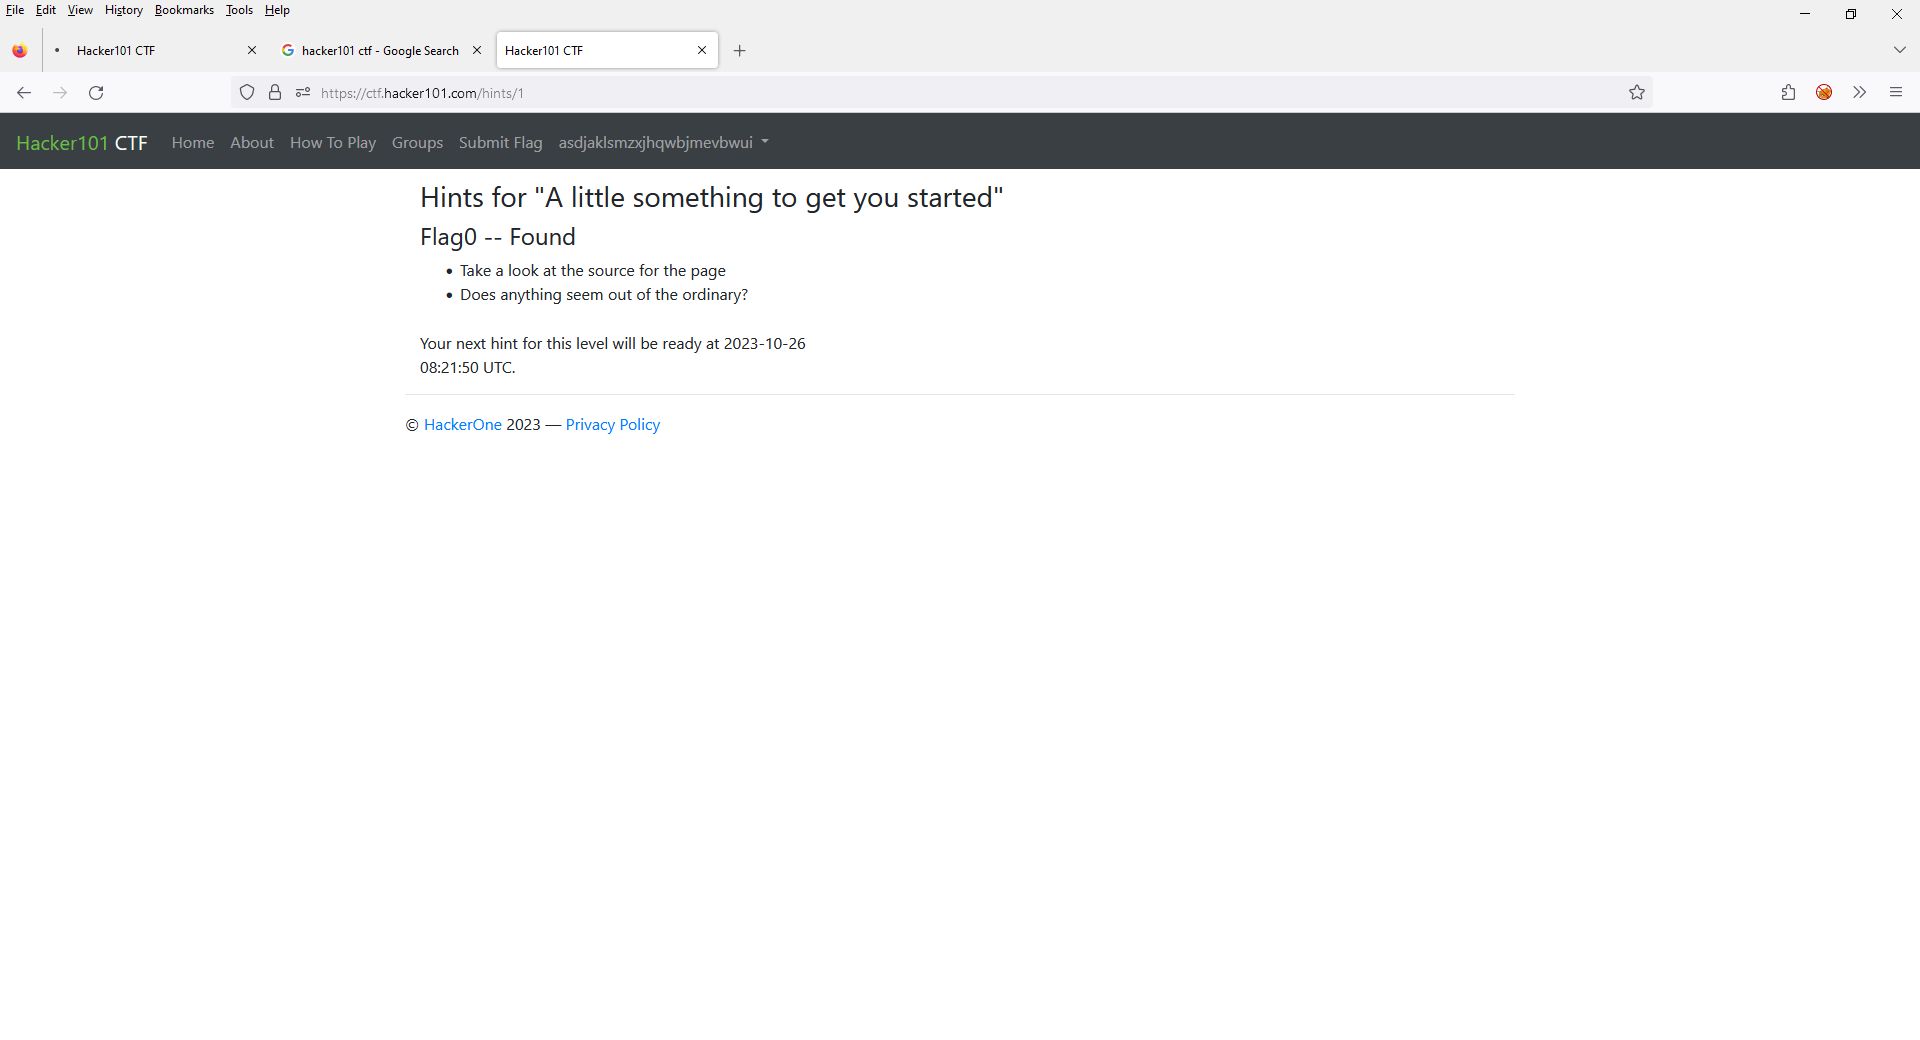 File Edit View History Bookmarks Tools Help
Hacker101 CTF hacker101 ctf - Google Search Hacker101 CTF
https://ctf.hacker101.com/hints/1
Hacker101 CTF Home About How To Play Groups Submit Flag asdjaklsmzxjhqwbjmevbwui
Hints for "A little something to get you started"
Flag0 -- Found
Take a look at the source for the page
Does anything seem out of the ordinary?
Your next hint for this level will be ready at 2023-10-26
08:21:50 UTC.
© HackerOne 2023 — Privacy Policy